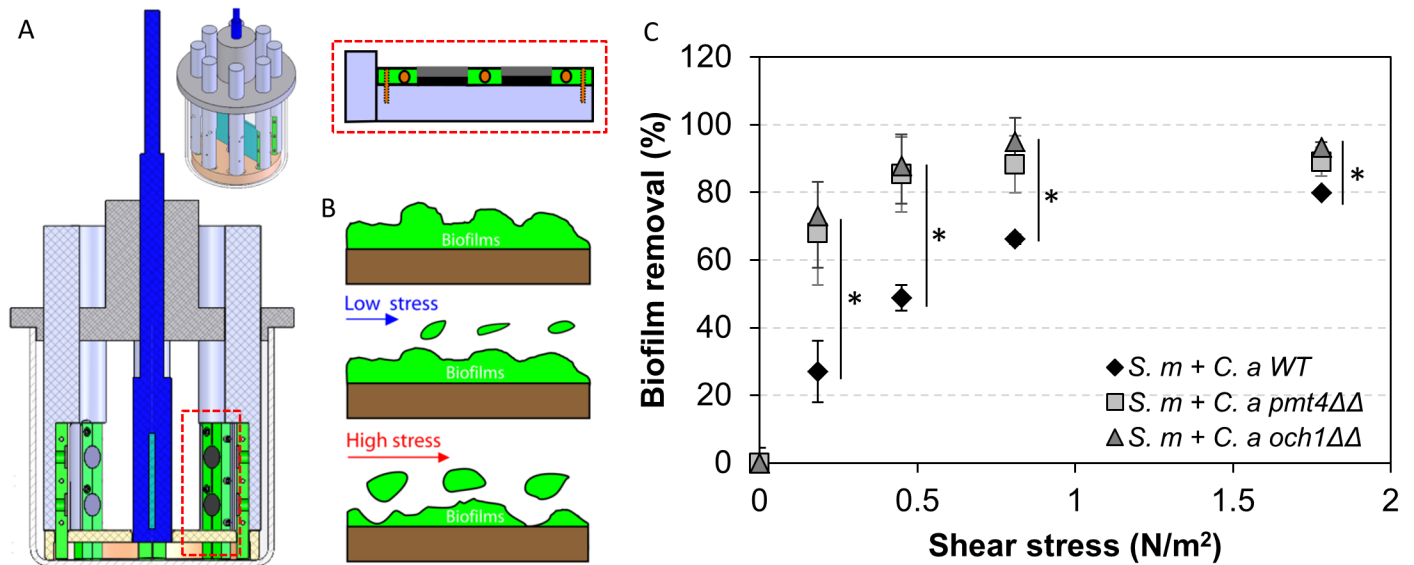 A
B
Biofilms
Low stress
Biofilms
High stress
Biofilms
C
Biofilm removal (%)
120
100
80
60
40
20
0
*
*
*
*
S. m + C. a WT
S. m + C. a pmt4ΔΔ
S. m + C. a och1ΔΔ
0
0.5
1
1.5
2
Shear stress (N/m²)